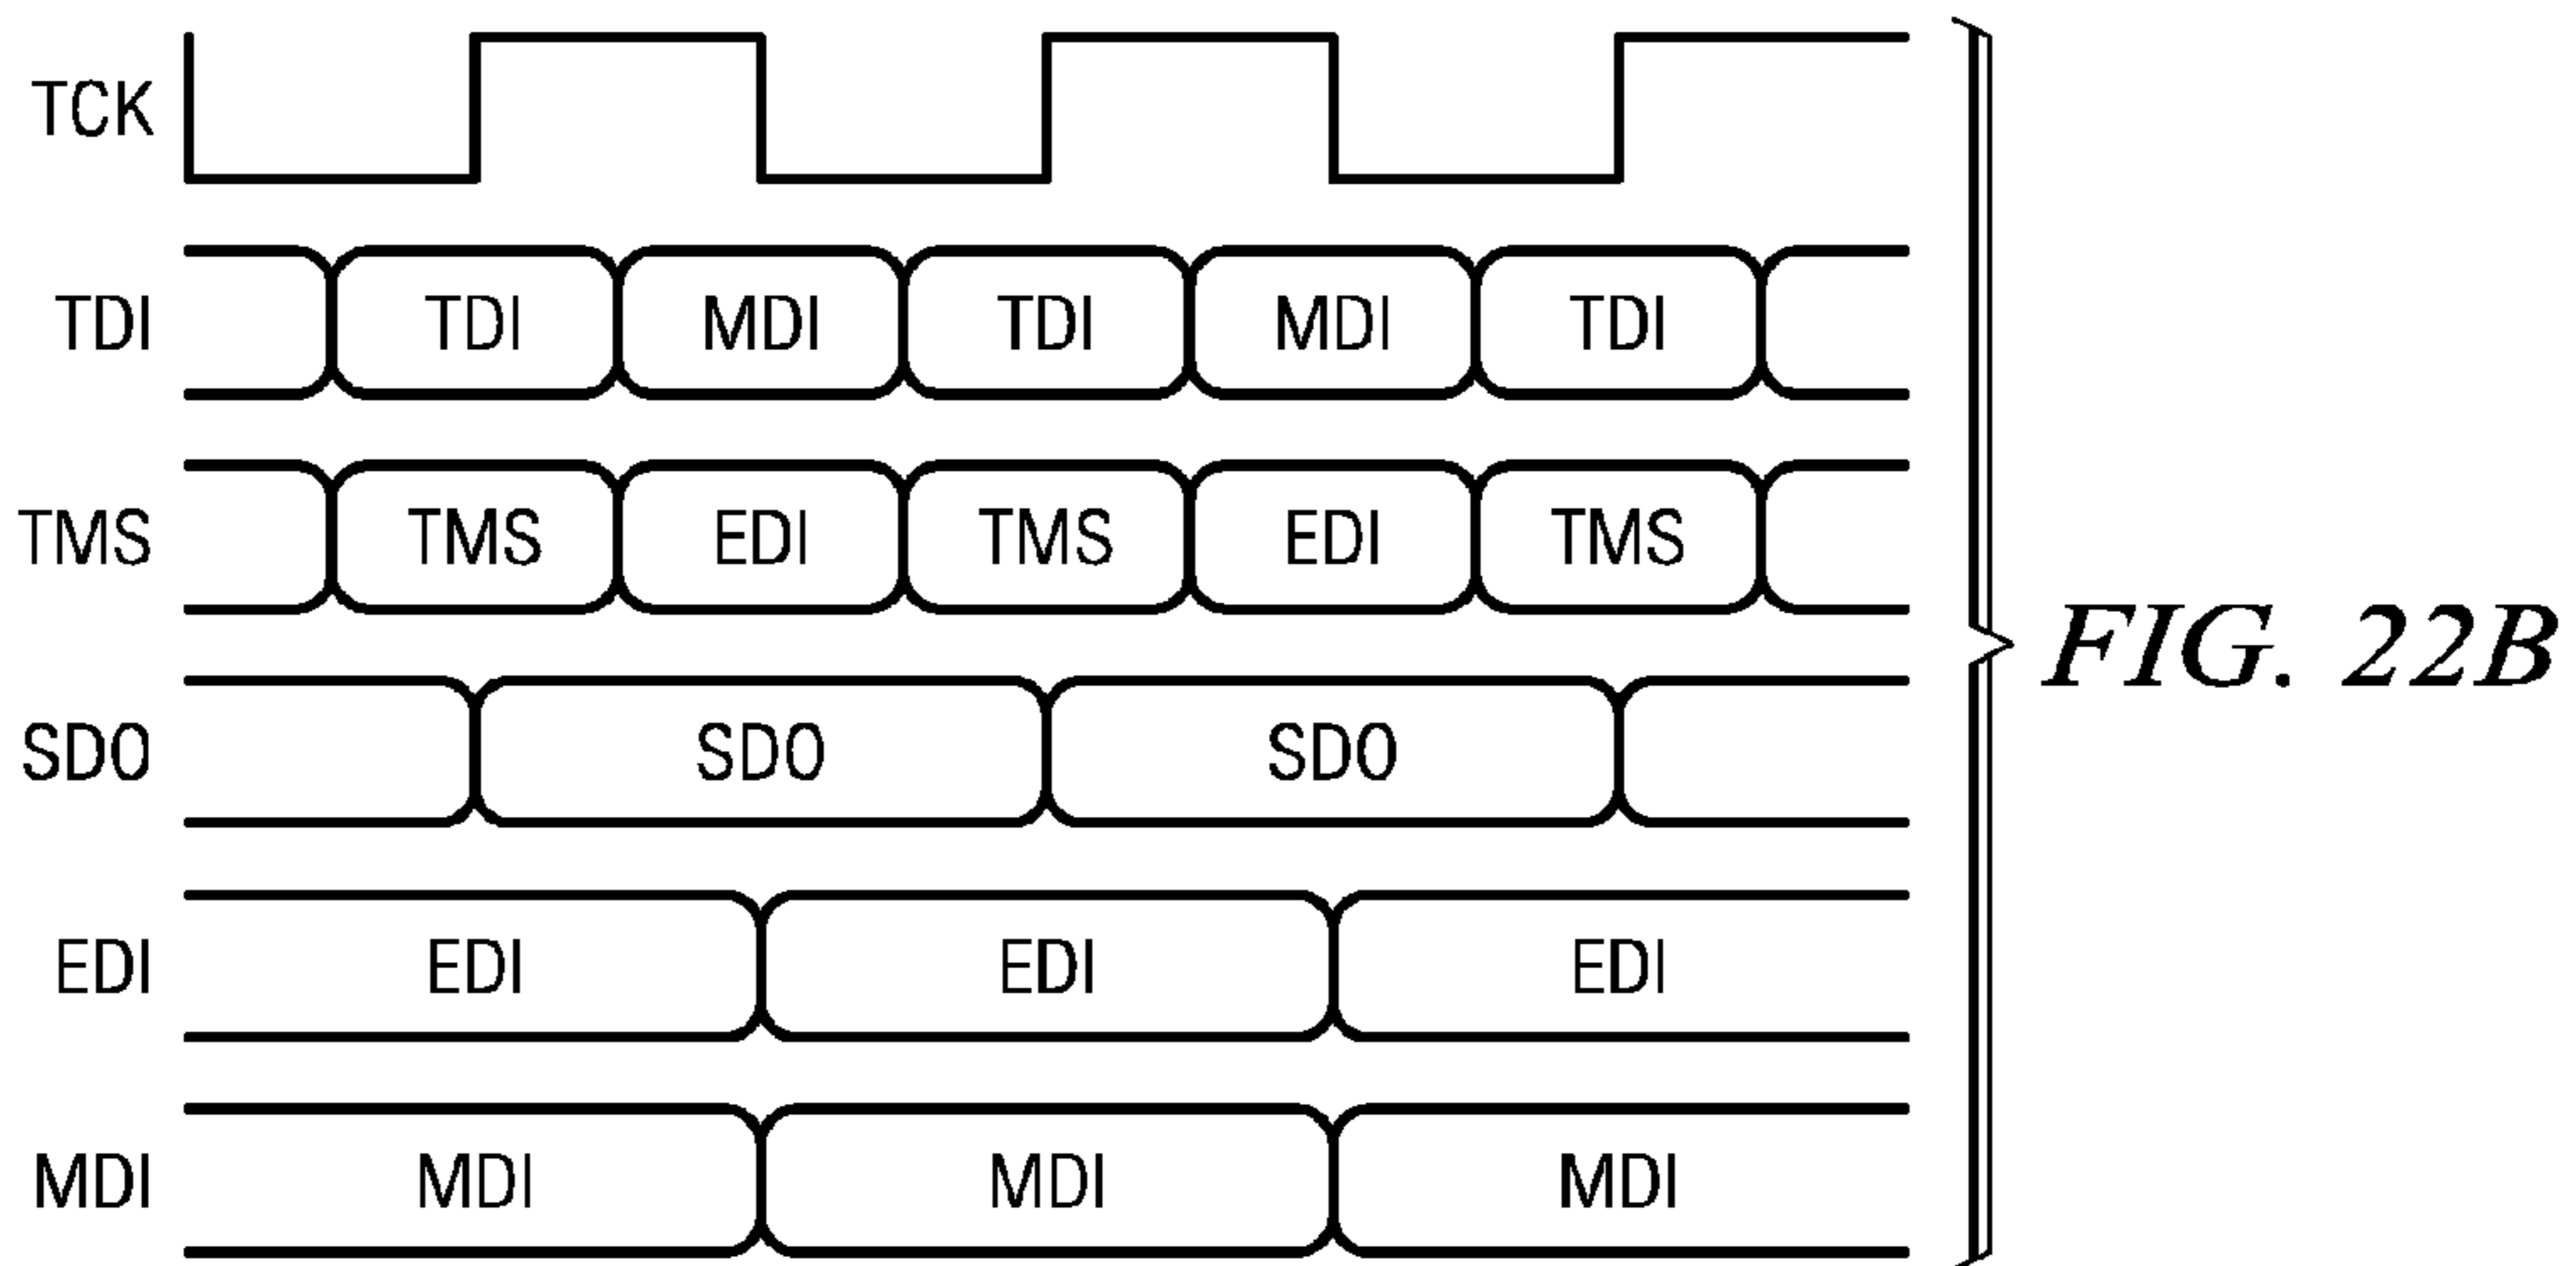 TCK
TDI TDI MDI TDI MDI TDI
TMS TMS EDI TMS EDI TMS
SDO SDO SDO
EDI EDI EDI EDI
MDI MDI MDI MDI
FIG. 22B